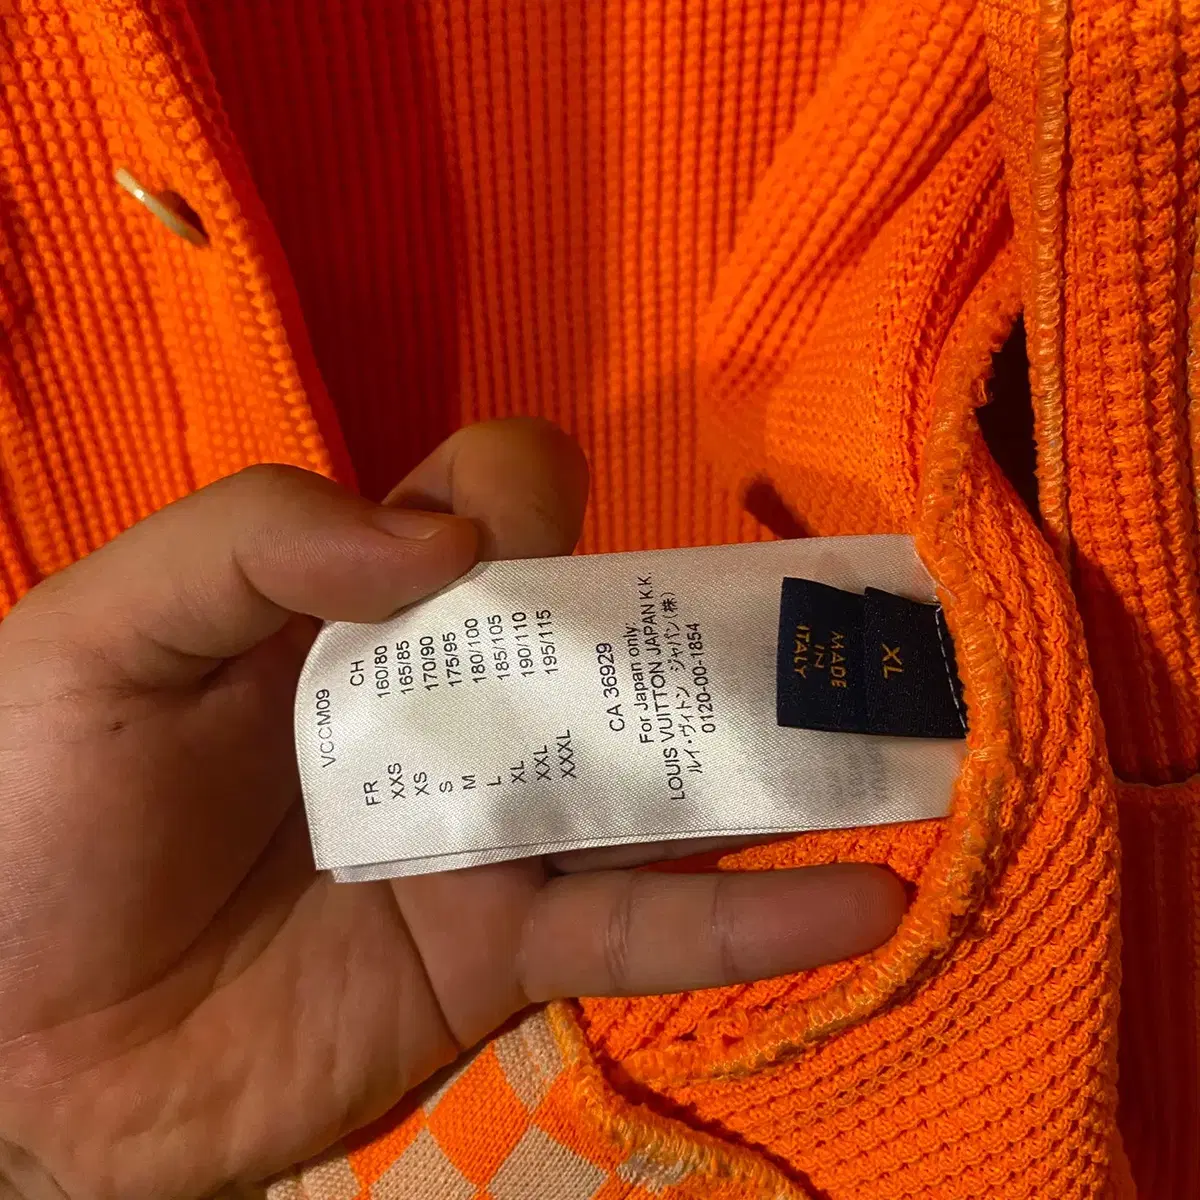 VCCM09
FR CH
XXS 160/80
XS 165/85
S 170/90
M 175/95
L 180/100
XL 185/105
XXL 190/110
XXXL 195/115
CA 36929
For Japan only:
LOUIS VUITTON JAPAN K.K.
ルイ・ヴィトン ジャパン(株)
0120-00-1854
MADE
IN
ITALY
XL